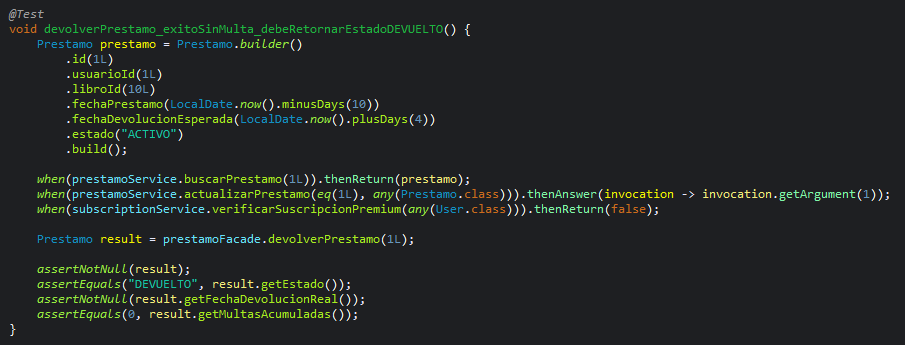 @Test
void devolverPrestamo_exitoSinMulta_debeRetornarEstadoDEVUELTO() {
    Prestamo prestamo = Prestamo.builder()
        .id(1L)
        .usuarioId(1L)
        .libroId(10L)
        .fechaPrestamo(LocalDate.now().minusDays(10))
        .fechaDevolucionEsperada(LocalDate.now().plusDays(4))
        .estado("ACTIVO")
        .build();

    when(prestamoService.buscarPrestamo(1L)).thenReturn(prestamo);
    when(prestamoService.actualizarPrestamo(eq(1L), any(Prestamo.class))).thenAnswer(invocation -> invocation.getArgument(1));
    when(subscriptionService.verificarSuscripcionPremium(any(User.class))).thenReturn(false);

    Prestamo result = prestamoFacade.devolverPrestamo(1L);

    assertNotNull(result);
    assertEquals("DEVUELTO", result.getEstado());
    assertNotNull(result.getFechaDevolucionReal());
    assertEquals(0, result.getMultasAcumuladas());
}